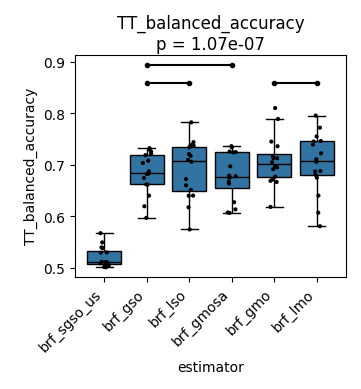 TT_balanced_accuracy
p = 1.07e-07
TT_balanced_accuracy
0.9
0.8
0.7
0.6
0.5
brf_sgso_us
brf_gso
brf_lso
brf_gmosa
brf_gmo
brf_lmo
estimator